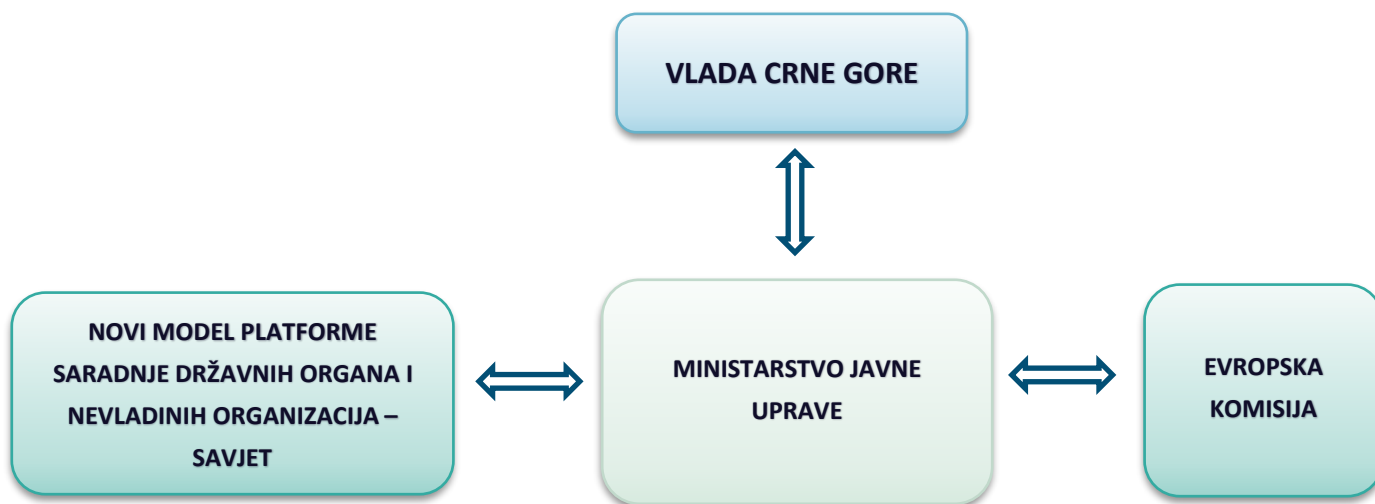 VLADA CRNE GORE
NOVI MODEL PLATFORME
SARADNJE DRŽAVNIH ORGANA I
NEVLADINIH ORGANIZACIJA –
SAVJET
MINISTARSTVO JAVNE
UPRAVE
EVROPSKA
KOMISIJA